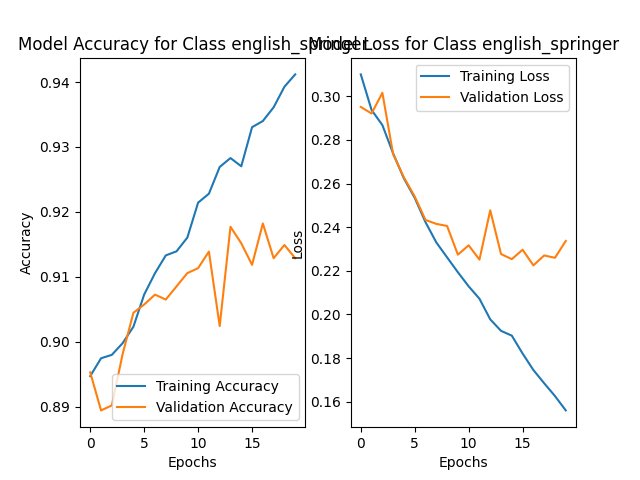 Model Accuracy for Class english_springer
Model Loss for Class english_springer
0.94
0.93
0.92
0.91
0.90
0.89
Accuracy
Training Accuracy
Validation Accuracy
0 5 10 15
Epochs
0.30
0.28
0.26
0.24
0.22
0.20
0.18
0.16
Loss
Training Loss
Validation Loss
0 5 10 15
Epochs